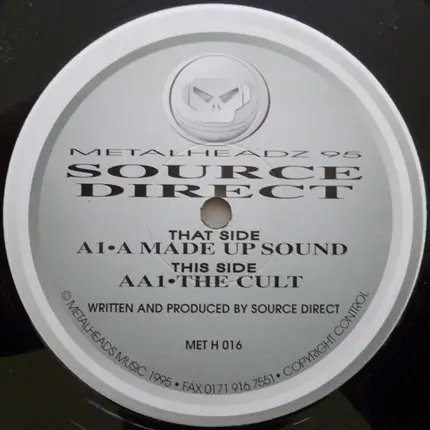 METALHEADZ 95
SOURCE
DIRECT
THAT SIDE
A1•A MADE UP SOUND
THIS SIDE
AA1•THE CULT
WRITTEN AND PRODUCED BY SOURCE DIRECT
MET H 016
© METALHEADS MUSIC 1995 • FAX 0171 916 7551 • COPYRIGHT CONTROL